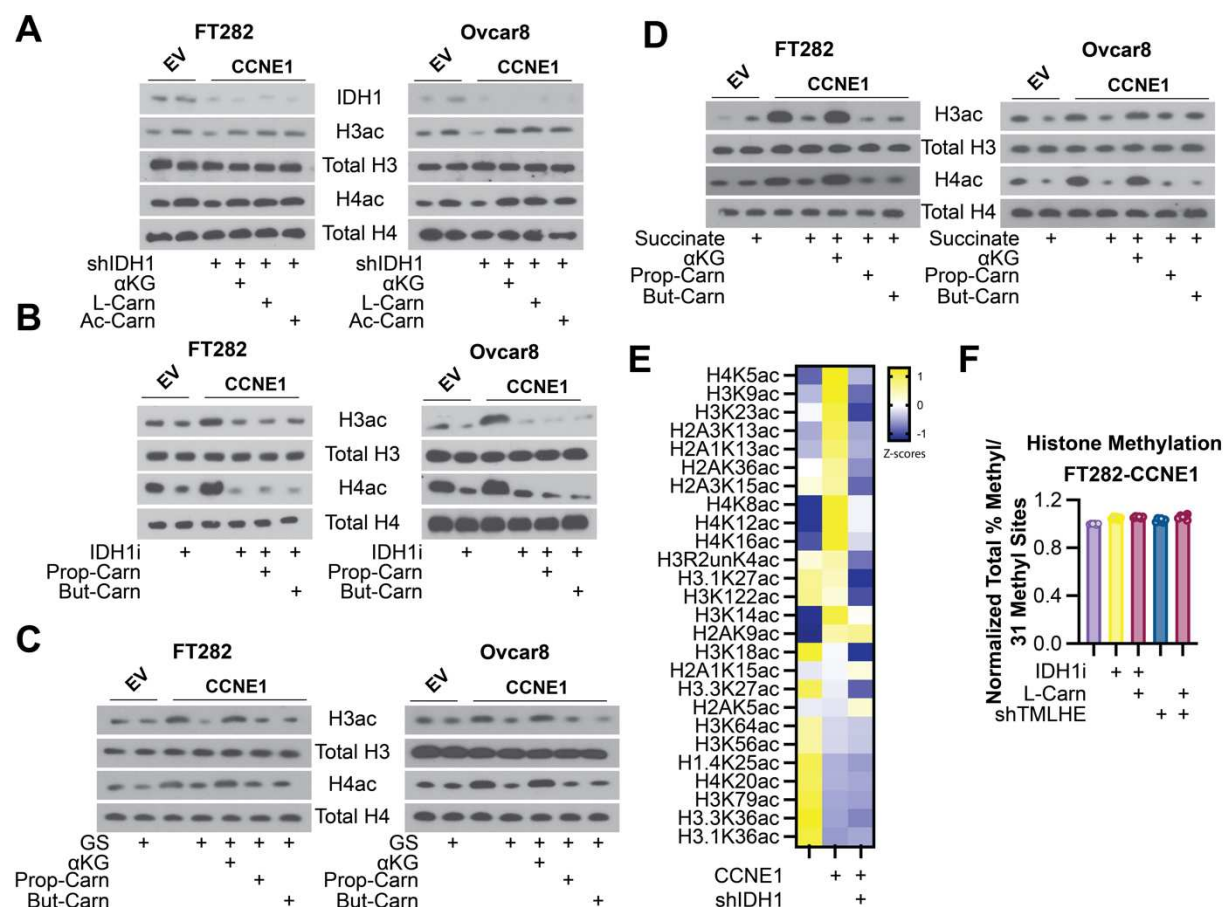 A
FT282
Ovcar8
EV
CCNE1
EV
CCNE1
IDH1
H3ac
Total H3
H4ac
Total H4
shIDH1 + + + + shIDH1 + + + +
αKG + αKG +
L-Carn + L-Carn +
Ac-Carn + Ac-Carn +
B
FT282
Ovcar8
EV
CCNE1
EV
CCNE1
H3ac
Total H3
H4ac
Total H4
IDH1i + + + + IDH1i + + + +
Prop-Carn + Prop-Carn +
But-Carn + But-Carn +
C
FT282
Ovcar8
EV
CCNE1
EV
CCNE1
H3ac
Total H3
H4ac
Total H4
GS + + + + + GS + + + + +
αKG + αKG +
Prop-Carn + Prop-Carn +
But-Carn + But-Carn +
D
FT282
Ovcar8
EV
CCNE1
EV
CCNE1
H3ac
Total H3
H4ac
Total H4
Succinate + + + + + Succinate + + + + +
αKG + αKG +
Prop-Carn + Prop-Carn +
But-Carn + But-Carn +
E
H4K5ac
H3K9ac
H3K23ac
H2A3K13ac
H2A1K13ac
H2AK36ac
H2A3K15ac
H4K8ac
H4K12ac
H4K16ac
H3R2unK4ac
H3.1K27ac
H3K122ac
H3K14ac
H2AK9ac
H3K18ac
H2A1K15ac
H3.3K27ac
H2AK5ac
H3K64ac
H3K56ac
H1.4K25ac
H4K20ac
H3K79ac
H3.3K36ac
H3.1K36ac
CCNE1 + +
shIDH1 +
1
0
-1
Z-scores
F
Histone Methylation
FT282-CCNE1
Normalized Total % Methyl/
31 Methyl Sites
1.2
0.8
0.4
0.0
IDH1i + +
L-Carn + +
shTMLHE + +